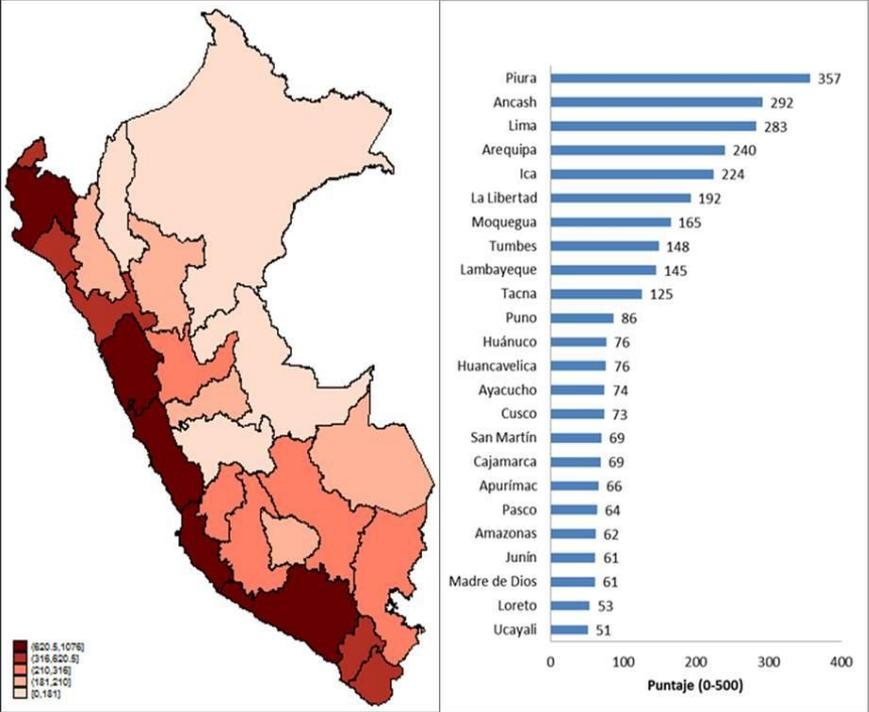 (620.5,1076]
(316,620.5]
(210,316]
(181,210]
[0,181]
Piura 357
Ancash 292
Lima 283
Arequipa 240
Ica 224
La Libertad 192
Moquegua 165
Tumbes 148
Lambayeque 145
Tacna 125
Puno 86
Huánuco 76
Huancavelica 76
Ayacucho 74
Cusco 73
San Martín 69
Cajamarca 69
Apurímac 66
Pasco 64
Amazonas 62
Junín 61
Madre de Dios 61
Loreto 53
Ucayali 51
0 100 200 300 400
Puntaje (0-500)